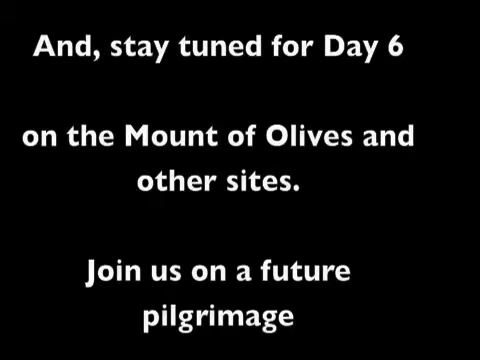 And, stay tuned for Day 6
on the Mount of Olives and
other sites.
Join us on a future
pilgrimage